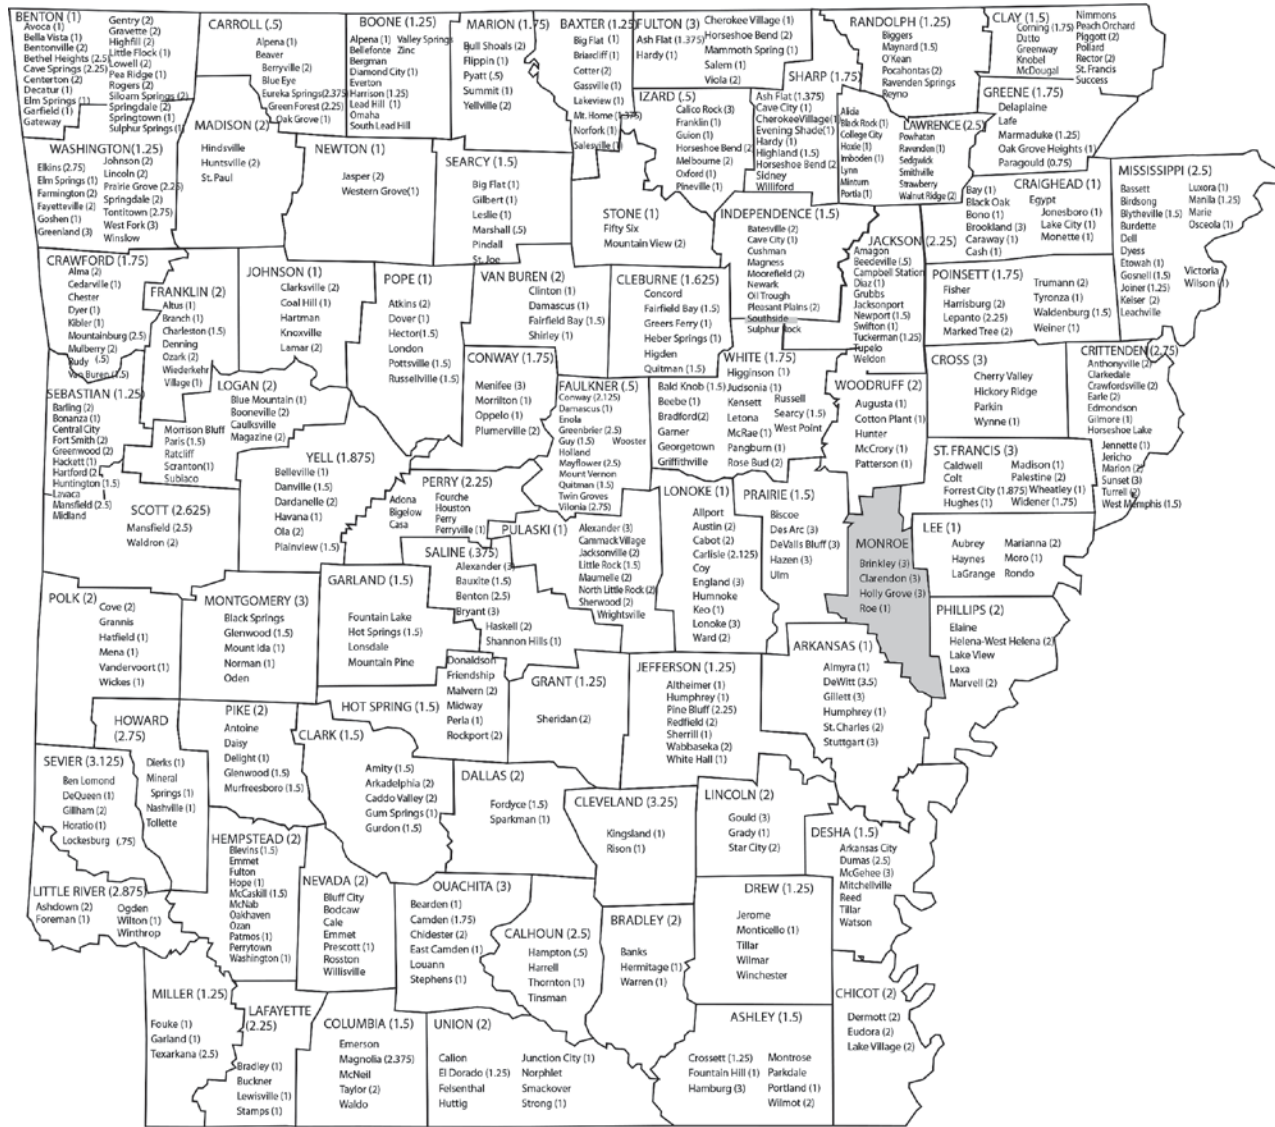 BENTON (1)
Avoca (1)
Bella Vista (1)
Bentonville (2)
Bethel Heights (2.5)
Cave Springs (2.25)
Centerton (2)
Decatur (1)
Elm Springs (1)
Garfield (1)
Gateway
Gentry (2)
Gravette (2)
Highfill (2)
Little Flock (1)
Lowell (2)
Pea Ridge (1)
Rogers (2)
Siloam Springs (2)
Springdale (2)
Springtown (1)
Sulphur Springs (1)
CARROLL (.5)
Alpena (1)
Beaver
Berryville (2)
Blue Eye
Eureka Springs(2.375)
Green Forest (2.25)
Oak Grove (1)
BOONE (1.25)
Alpena (1)
Bellefonte
Bergman
Diamond City (1)
Everton
Harrison (1.25)
Lead Hill (1)
Omaha
South Lead Hill
Valley Springs
Zinc
MARION (1.75)
Bull Shoals (2)
Flippin (1)
Pyatt (.5)
Summit (1)
Yellville (2)
BAXTER (1.25)
Big Flat (1)
Briarcliff (1)
Cotter (2)
Gassville (1)
Lakeview (1)
Mt. Home (1.375)
Norfork (1)
Salesville (1)
FULTON (3)
Ash Flat (1.375)
Hardy (1)
Cherokee Village (1)
Horseshoe Bend (2)
Mammoth Spring (1)
Salem (1)
Viola (2)
SHARP (1.75)
Ash Flat (1.375)
Cave City (1)
CherokeeVillage(1)
Evening Shade(1)
Hardy (1)
Highland (1.5)
Horseshoe Bend (2)
Sidney
Williford
RANDOLPH (1.25)
Biggers
Maynard (1.5)
O'Kean
Pocahontas (2)
Ravenden Springs
Reyno
CLAY (1.5)
Corning (1.75)
Datto
Greenway
Knobel
McDougal
Nimmons
Peach Orchard
Piggott (2)
Pollard
Rector (2)
St. Francis
Success
GREENE (1.75)
Delaplaine
Lafe
Marmaduke (1.25)
Oak Grove Heights (1)
Paragould (0.75)
IZARD (.5)
Calico Rock (3)
Franklin (1)
Guion (1)
Horseshoe Bend (2)
Melbourne (2)
Oxford (1)
Pineville (1)
LAWRENCE (2.5)
Alicia
Black Rock (1)
College City
Hoxie (1)
Imboden (1)
Lynn
Minturn
Portia (1)
Powhatan
Ravenden (1)
Sedgwick
Smithville
Strawberry
Walnut Ridge (2)
MADISON (2)
Hindsville
Huntsville (2)
St. Paul
WASHINGTON(1.25)
Elkins (2.75)
Elm Springs (1)
Farmington (2)
Fayetteville (2)
Goshen (1)
Greenland (3)
Johnson (2)
Lincoln (2)
Prairie Grove (2.25)
Springdale (2)
Tontitown (2.75)
West Fork (3)
Winslow
NEWTON (1)
Jasper (2)
Western Grove(1)
SEARCY (1.5)
Big Flat (1)
Gilbert (1)
Leslie (1)
Marshall (.5)
Pindall
St. Joe
STONE (1)
Fifty Six
Mountain View (2)
INDEPENDENCE (1.5)
Batesville (2)
Cave City (1)
Cushman
Magness
Moorefield (2)
Newark
Oil Trough
Pleasant Plains (2)
Southside
Sulphur Rock
JACKSON (2.25)
Amagon
Beedeville (.5)
Campbell Station
Diaz (1)
Grubbs
Jacksonport
Newport (1.5)
Swifton (1)
Tuckerman (1.25)
Tupelo
Weldon
CRAIGHEAD (1)
Bay (1)
Black Oak
Bono (1)
Brookland (3)
Caraway (1)
Cash (1)
Egypt
Jonesboro (1)
Lake City (1)
Monette (1)
MISSISSIPPI (2.5)
Bassett
Birdsong
Blytheville (1.5)
Burdette
Dell
Dyess
Etowah (1)
Gosnell (1.5)
Joiner (1.25)
Keiser (2)
Leachville
Luxora (1)
Manila (1.25)
Marie
Osceola (1)
Victoria
Wilson (1)
CRAWFORD (1.75)
Alma (2)
Cedarville (1)
Chester
Dyer (1)
Kibler (1)
Mountainburg (2.5)
Mulberry (2)
Rudy (.5)
Van Buren (1.5)
FRANKLIN (2)
Altus (1)
Branch (1)
Charleston (1.5)
Denning
Ozark (2)
Wiederkehr
Village (1)
JOHNSON (1)
Clarksville (2)
Coal Hill (1)
Hartman
Knoxville
Lamar (2)
POPE (1)
Atkins (2)
Dover (1)
Hector(1.5)
London
Pottsville (1.5)
Russellville (1.5)
VAN BUREN (2)
Clinton (1)
Damascus (1)
Fairfield Bay (1.5)
Shirley (1)
CLEBURNE (1.625)
Concord
Fairfield Bay (1.5)
Greers Ferry (1)
Heber Springs (1)
Higden
Quitman (1.5)
POINSETT (1.75)
Fisher
Harrisburg (2)
Lepanto (2.25)
Marked Tree (2)
Trumann (2)
Tyronza (1)
Waldenburg (1.5)
Weiner (1)
CROSS (3)
Cherry Valley
Hickory Ridge
Parkin
Wynne (1)
CRITTENDEN (2.75)
Anthonyville (2)
Clarkedale
Crawfordsville (2)
Earle (2)
Edmondson
Gilmore (1)
Horseshoe Lake
Jennette (1)
Jericho
Marion (2)
Sunset (3)
Turrell (2)
West Memphis (1.5)
SEBASTIAN (1.25)
Barling (2)
Bonanza (1)
Central City
Fort Smith (2)
Greenwood (2)
Hackett (1)
Hartford (2)
Huntington (1.5)
Lavaca
Mansfield (2.5)
Midland
LOGAN (2)
Blue Mountain (1)
Booneville (2)
Caulksville
Magazine (2)
Morrison Bluff
Paris (1.5)
Ratcliff
Scranton(1)
Subiaco
CONWAY (1.75)
Menifee (3)
Morrilton (1)
Oppelo (1)
Plumerville (2)
FAULKNER (.5)
Conway (2.125)
Damascus (1)
Enola
Greenbrier (2.5)
Guy (1.5)
Wooster
Holland
Mayflower (2.5)
Mount Vernon
Quitman (1.5)
Twin Groves
Vilonia (2.75)
WHITE (1.75)
Bald Knob (1.5)
Beebe (1)
Bradford(2)
Garner
Georgetown
Griffithville
Higginson (1)
Judsonia (1)
Kensett
Letona
McRae (1)
Pangburn (1)
Rose Bud (2)
Russell
Searcy (1.5)
West Point
WOODRUFF (2)
Augusta (1)
Cotton Plant (1)
Hunter
McCrory (1)
Patterson (1)
ST. FRANCIS (3)
Caldwell
Colt
Forrest City (1.875)
Hughes (1)
Madison (1)
Palestine (2)
Wheatley (1)
Widener (1.75)
YELL (1.875)
Belleville (1)
Danville (1.5)
Dardanelle (2)
Havana (1)
Ola (2)
Plainview (1.5)
PERRY (2.25)
Adona
Bigelow
Casa
Fourche
Houston
Perry
Perryville (1)
SCOTT (2.625)
Mansfield (2.5)
Waldron (2)
PULASKI (1)
Alexander (3)
Cammack Village
Jacksonville (2)
Little Rock (1.5)
Maumelle (2)
North Little Rock (2)
Sherwood (2)
Wrightsville
LONOKE (1)
Allport
Austin (2)
Cabot (2)
Carlisle (2.125)
Coy
England (3)
Humnoke
Keo (1)
Lonoke (3)
Ward (2)
PRAIRIE (1.5)
Biscoe
Des Arc (3)
DeValls Bluff (3)
Hazen (3)
Ulm
MONROE
Brinkley (3)
Clarendon (3)
Holly Grove (3)
Roe (1)
LEE (1)
Aubrey
Haynes
LaGrange
Marianna (2)
Moro (1)
Rondo
SALINE (.375)
Alexander (3)
Bauxite (1.5)
Benton (2.5)
Bryant (3)
Haskell (2)
Shannon Hills (1)
GARLAND (1.5)
Fountain Lake
Hot Springs (1.5)
Lonsdale
Mountain Pine
POLK (2)
Cove (2)
Grannis
Hatfield (1)
Mena (1)
Vandervoort (1)
Wickes (1)
MONTGOMERY (3)
Black Springs
Glenwood (1.5)
Mount Ida (1)
Norman (1)
Oden
PHILLIPS (2)
Elaine
Helena-West Helena (2)
Lake View
Lexa
Marvell (2)
HOT SPRING (1.5)
Donaldson
Friendship
Malvern (2)
Midway
Perla (1)
Rockport (2)
GRANT (1.25)
Sheridan (2)
JEFFERSON (1.25)
Altheimer (1)
Humphrey (1)
Pine Bluff (2.25)
Redfield (2)
Sherrill (1)
Wabbaseka (2)
White Hall (1)
ARKANSAS (1)
Almyra (1)
DeWitt (3.5)
Gillett (3)
Humphrey (1)
St. Charles (2)
Stuttgart (3)
HOWARD
(2.75)
Dierks (1)
Mineral
Springs (1)
Nashville (1)
Tollette
PIKE (2)
Antoine
Daisy
Delight (1)
Glenwood (1.5)
Murfreesboro (1.5)
CLARK (1.5)
Amity (1.5)
Arkadelphia (2)
Caddo Valley (2)
Gum Springs (1)
Gurdon (1.5)
SEVIER (3.125)
Ben Lomond
DeQueen (1)
Gillham (2)
Horatio (1)
Lockesburg (.75)
DALLAS (2)
Fordyce (1.5)
Sparkman (1)
CLEVELAND (3.25)
Kingsland (1)
Rison (1)
LINCOLN (2)
Gould (3)
Grady (1)
Star City (2)
DESHA (1.5)
Arkansas City
Dumas (2.5)
McGehee (3)
Mitchellville
Reed
Tillar
Watson
HEMPSTEAD (2)
Blevins (1.5)
Emmet
Fulton
Hope (1)
McCaskill (1.5)
McNab
Oakhaven
Ozan
Patmos (1)
Perrytown
Washington (1)
LITTLE RIVER (2.875)
Ashdown (2)
Foreman (1)
Ogden
Wilton (1)
Winthrop
NEVADA (2)
Bluff City
Bodcaw
Cale
Emmet
Prescott (1)
Rosston
Willisville
OUACHITA (3)
Bearden (1)
Camden (1.75)
Chidester (2)
East Camden (1)
Louann
Stephens (1)
CALHOUN (2.5)
Hampton (.5)
Harrell
Thornton (1)
Tinsman
BRADLEY (2)
Banks
Hermitage (1)
Warren (1)
DREW (1.25)
Jerome
Monticello (1)
Tillar
Wilmar
Winchester
MILLER (1.25)
Fouke (1)
Garland (1)
Texarkana (2.5)
LAFAYETTE
(2.25)
Bradley (1)
Buckner
Lewisville (1)
Stamps (1)
COLUMBIA (1.5)
Emerson
Magnolia (2.375)
McNeil
Taylor (2)
Waldo
UNION (2)
Calion
El Dorado (1.25)
Felsenthal
Huttig
Junction City (1)
Norphlet
Smackover
Strong (1)
ASHLEY (1.5)
Crossett (1.25)
Fountain Hill (1)
Hamburg (3)
Montrose
Parkdale
Portland (1)
Wilmot (2)
CHICOT (2)
Dermott (2)
Eudora (2)
Lake Village (2)